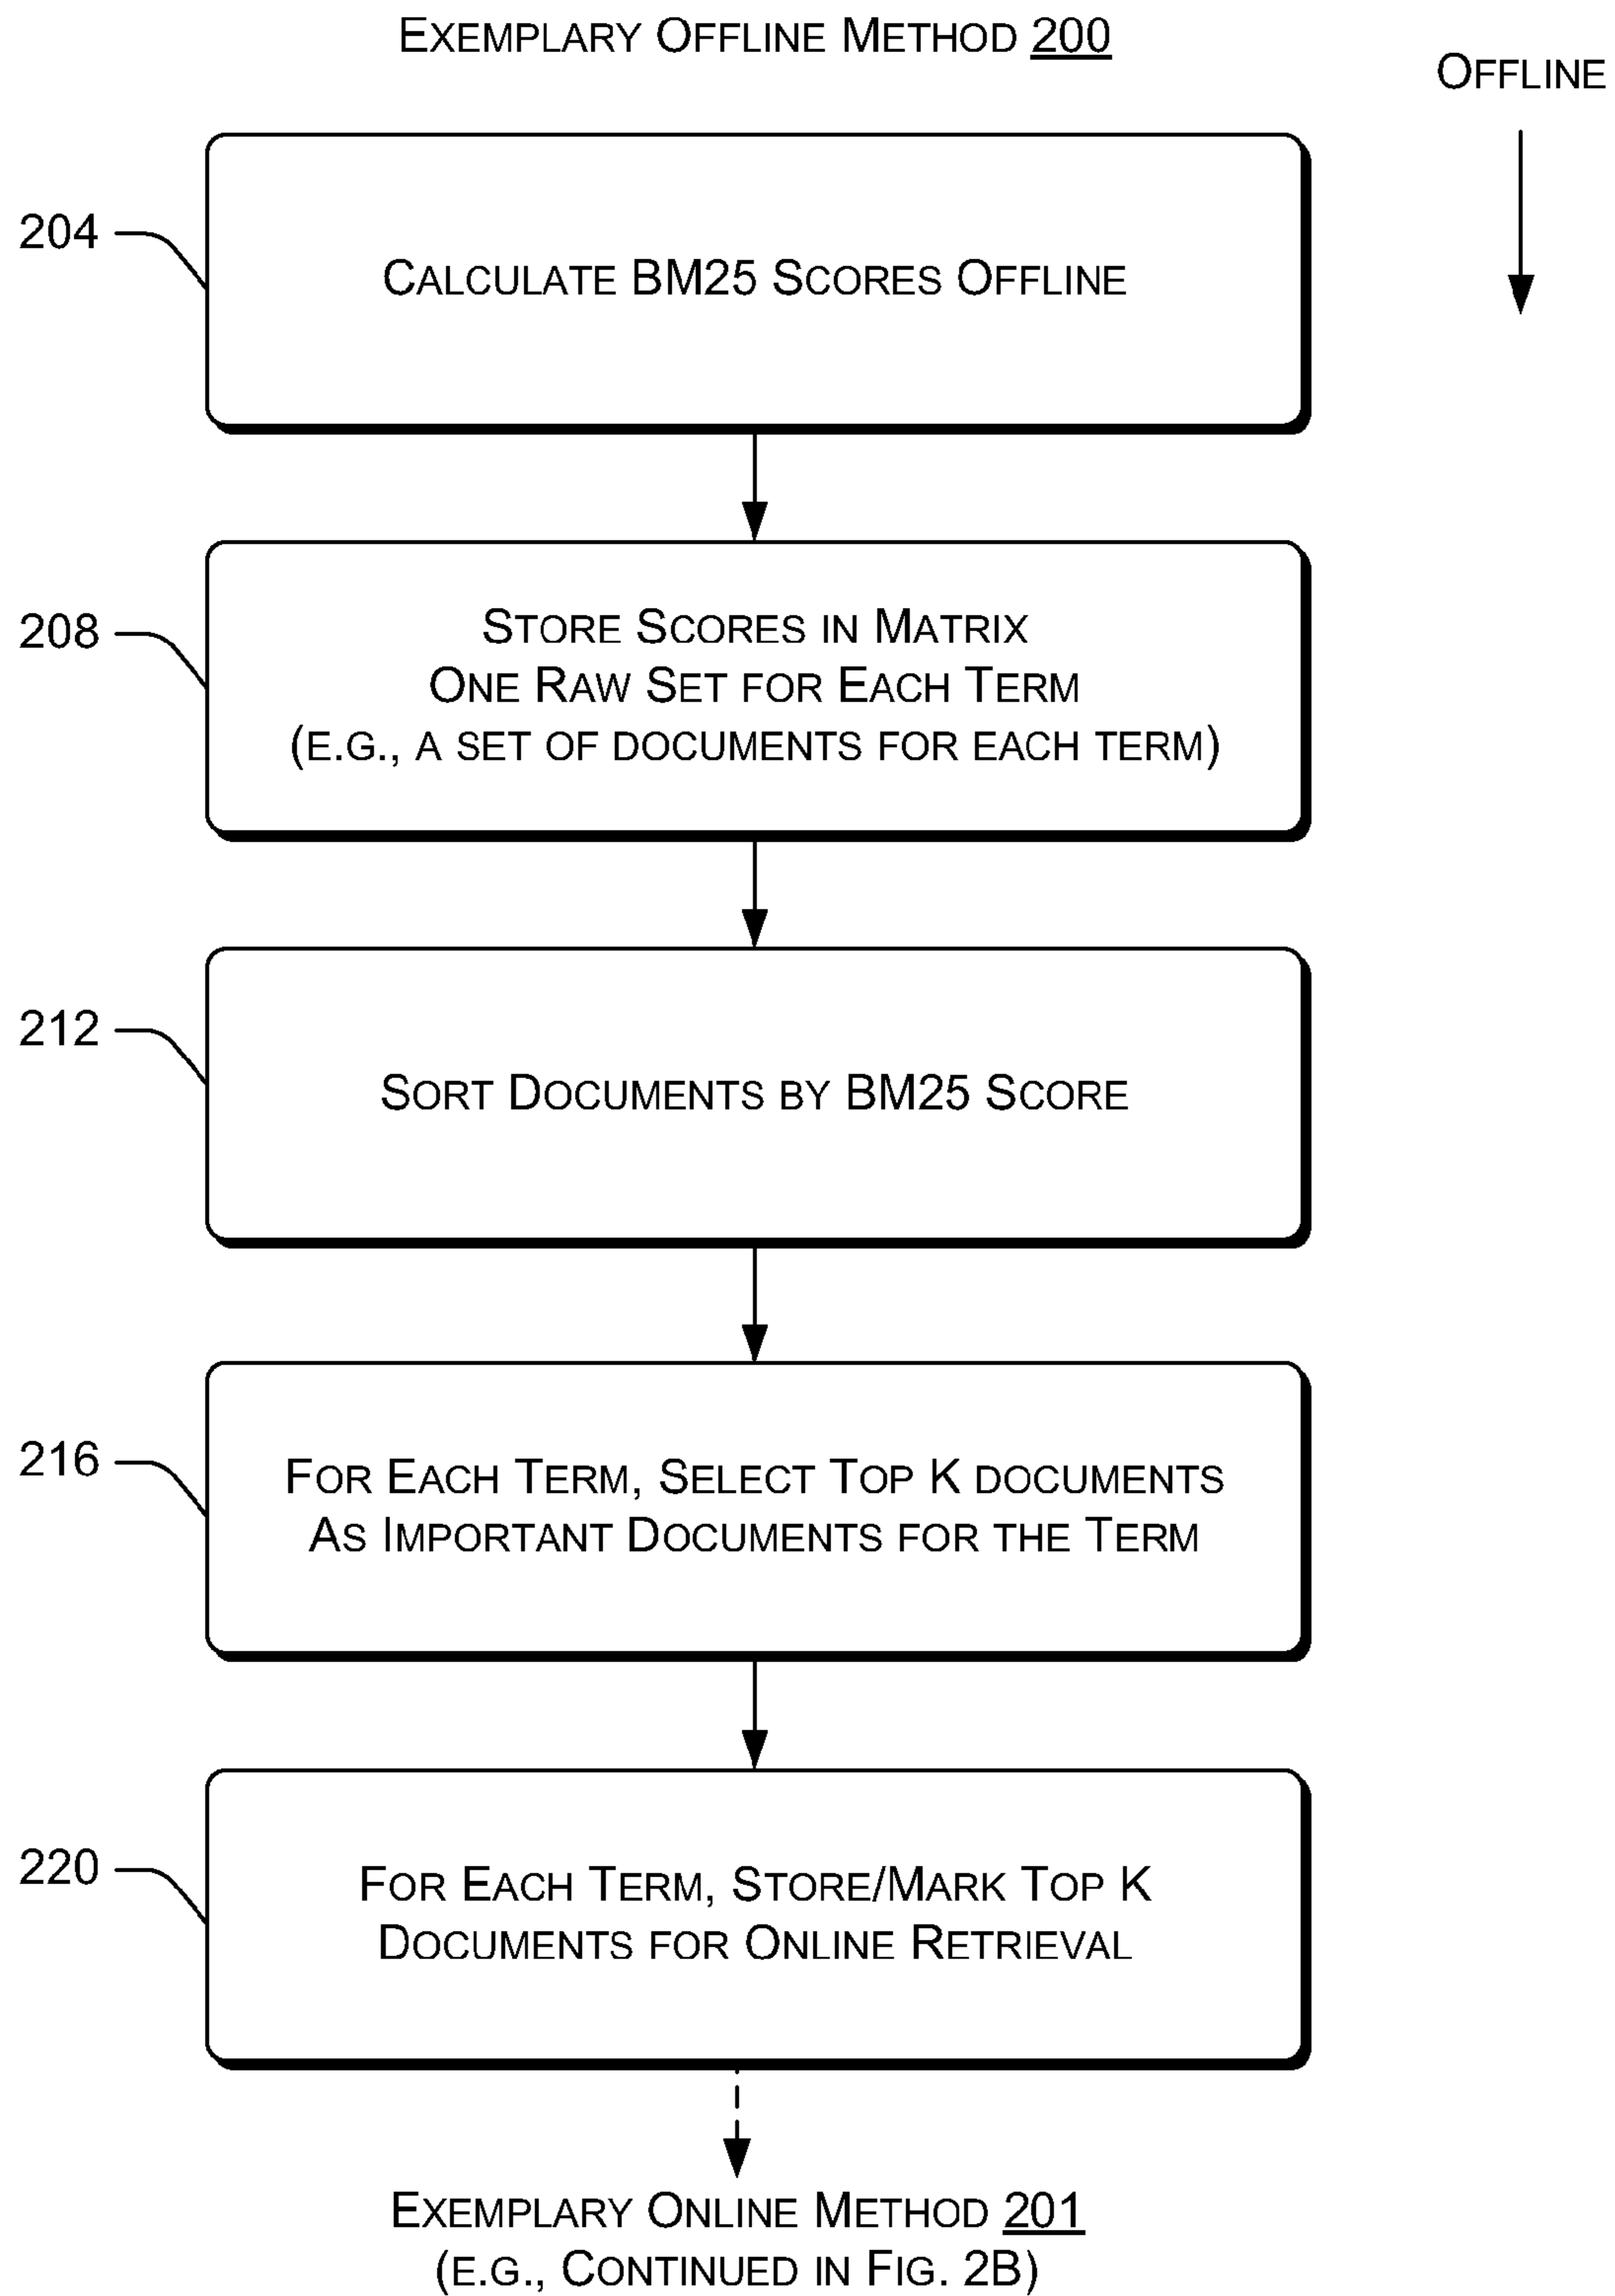 EXEMPLARY OFFLINE METHOD 200
OFFLINE
204
CALCULATE BM25 SCORES OFFLINE
208
STORE SCORES IN MATRIX
ONE RAW SET FOR EACH TERM
(E.G., A SET OF DOCUMENTS FOR EACH TERM)
212
SORT DOCUMENTS BY BM25 SCORE
216
FOR EACH TERM, SELECT TOP K DOCUMENTS
AS IMPORTANT DOCUMENTS FOR THE TERM
220
FOR EACH TERM, STORE/MARK TOP K
DOCUMENTS FOR ONLINE RETRIEVAL
EXEMPLARY ONLINE METHOD 201
(E.G., CONTINUED IN FIG. 2B)